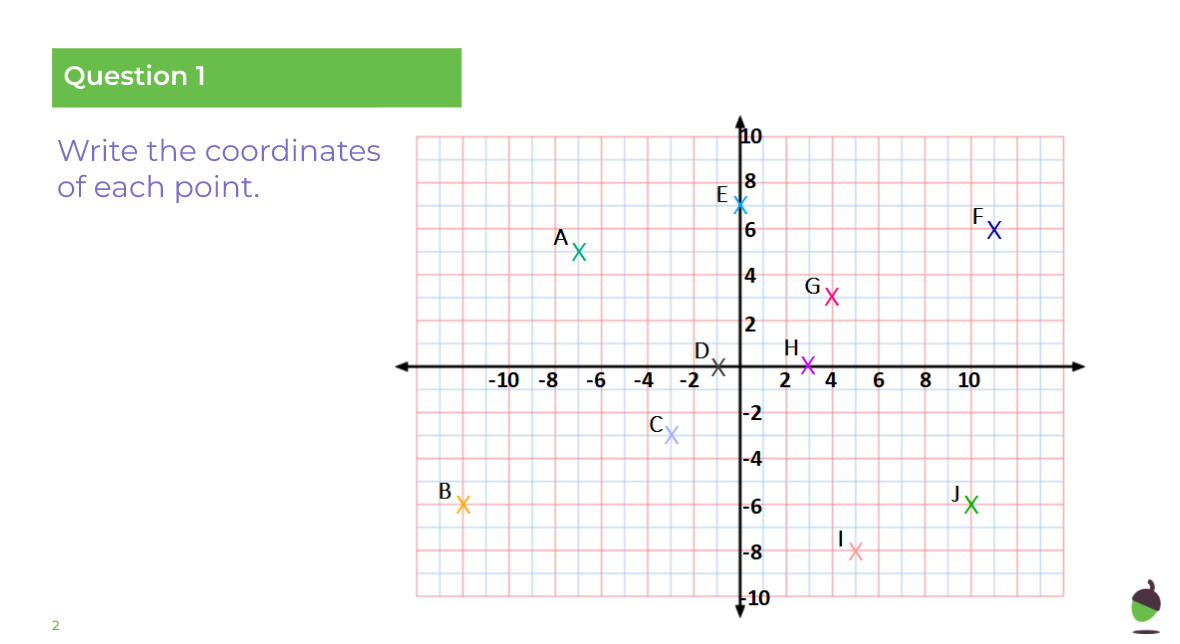 Question 1
Write the coordinates
of each point.
10
8
E
6
F
A
4
G
2
D
H
-10 -8 -6 -4 -2 2 4 6 8 10
-2
C
-4
B
J
-6
I
-8
-10
2